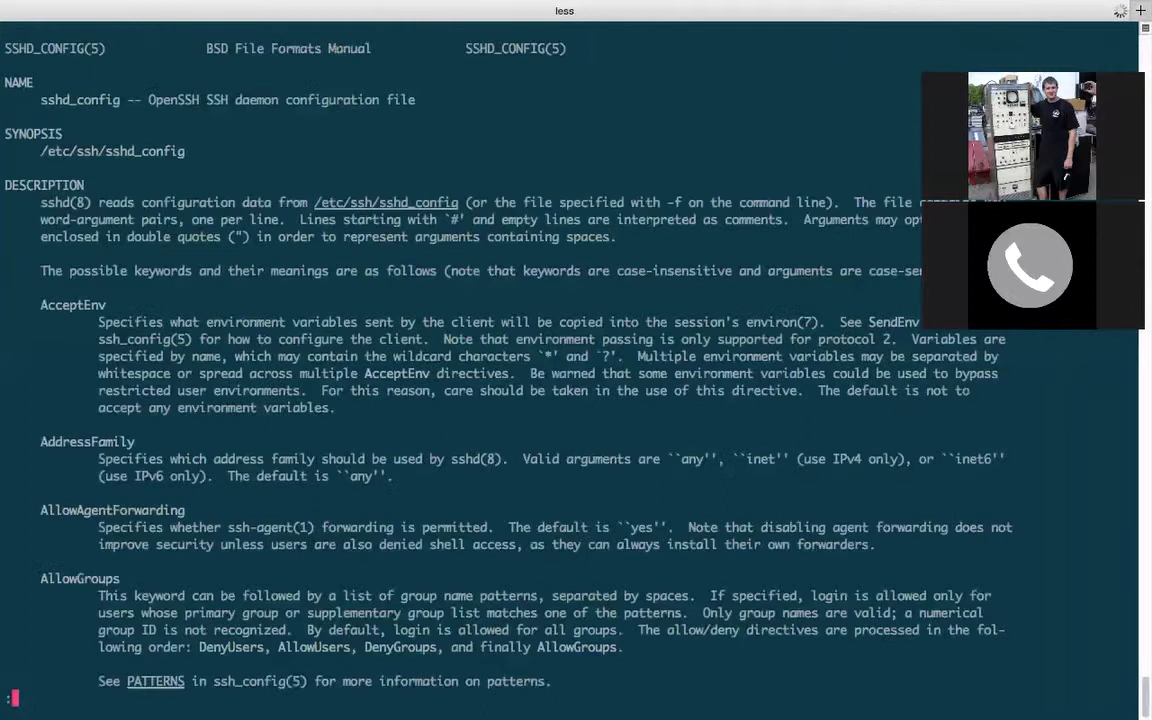 less
SSHD_CONFIG(5) BSD File Formats Manual SSHD_CONFIG(5)
NAME
sshd_config -- OpenSSH SSH daemon configuration file
SYNOPSIS
/etc/ssh/sshd_config
DESCRIPTION
sshd(8) reads configuration data from /etc/ssh/sshd_config (or the file specified with -f on the command line). The file
word-argument pairs, one per line. Lines starting with `#' and empty lines are interpreted as comments. Arguments may
enclosed in double quotes (") in order to represent arguments containing spaces.
The possible keywords and their meanings are as follows (note that keywords are case-insensitive and arguments are
AcceptEnv
Specifies what environment variables sent by the client will be copied into the session's environ(7). See SendEnv
ssh_config(5) for how to configure the client. Note that environment passing is only supported for protocol 2. Variables are
specified by name, which may contain the wildcard characters `*' and `?'. Multiple environment variables may be separated by
whitespace or spread across multiple AcceptEnv directives. Be warned that some environment variables could be used to bypass
restricted user environments. For this reason, care should be taken in the use of this directive. The default is not to
accept any environment variables.
AddressFamily
Specifies which address family should be used by sshd(8). Valid arguments are ``any'', ``inet'' (use IPv4 only), or ``inet6''
(use IPv6 only). The default is ``any''.
AllowAgentForwarding
Specifies whether ssh-agent(1) forwarding is permitted. The default is ``yes''. Note that disabling agent forwarding does not
improve security unless users are also denied shell access, as they can always install their own forwarders.
AllowGroups
This keyword can be followed by a list of group name patterns, separated by spaces. If specified, login is allowed only for
users whose primary group or supplementary group list matches one of the patterns. Only group names are valid; a numerical
group ID is not recognized. By default, login is allowed for all groups. The allow/deny directives are processed in the fol-
lowing order: DenyUsers, AllowUsers, DenyGroups, and finally AllowGroups.
See PATTERNS in ssh_config(5) for more information on patterns.
: